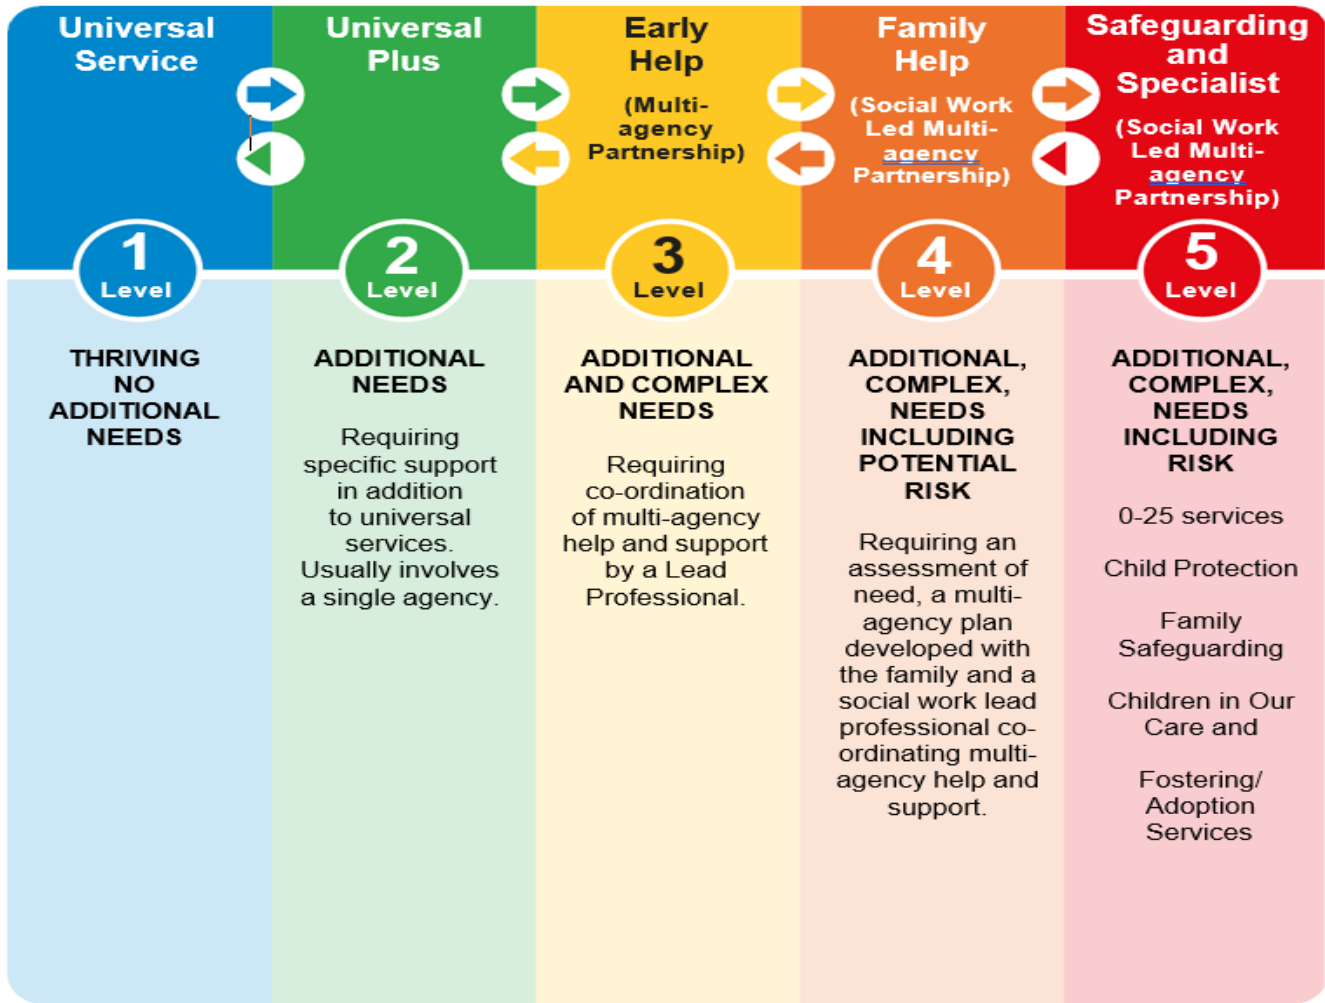 Universal
Service
Universal
Plus
Early
Help
(Multi-
agency
Partnership)
Family
Help
(Social Work
Led Multi-
agency
Partnership)
Safeguarding
and
Specialist
(Social Work
Led Multi-
agency
Partnership)
1
Level
2
Level
3
Level
4
Level
5
Level
THRIVING
NO
ADDITIONAL
NEEDS
ADDITIONAL
NEEDS
Requiring
specific support
in addition
to universal
services.
Usually involves
a single agency.
ADDITIONAL
AND COMPLEX
NEEDS
Requiring
co-ordination
of multi-agency
help and support
by a Lead
Professional.
ADDITIONAL,
COMPLEX,
NEEDS
INCLUDING
POTENTIAL
RISK
Requiring an
assessment of
need, a multi-
agency plan
developed with
the family and a
social work lead
professional co-
ordinating multi-
agency help and
support.
ADDITIONAL,
COMPLEX,
NEEDS
INCLUDING
RISK
0-25 services
Child Protection
Family
Safeguarding
Children in Our
Care and
Fostering/
Adoption
Services